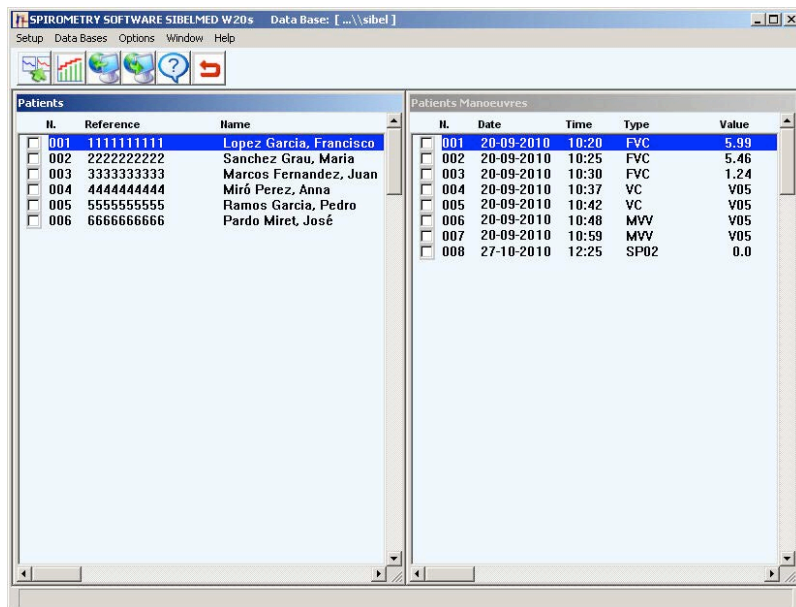 SPIROMETRY SOFTWARE SIBELMED W20s Data Base: [ ...\\sibel ]
Setup Data Bases Options Window Help
Patients
N. Reference Name
001 1111111111 Lopez Garcia, Francisco
002 2222222222 Sanchez Grau, Maria
003 3333333333 Marcos Fernandez, Juan
004 4444444444 Miró Perez, Anna
005 5555555555 Ramos Garcia, Pedro
006 6666666666 Pardo Miret, José
Patients Manoeuvres
N. Date Time Type Value
001 20-09-2010 10:20 FVC 5.99
002 20-09-2010 10:25 FVC 5.46
003 20-09-2010 10:30 FVC 1.24
004 20-09-2010 10:37 VC V05
005 20-09-2010 10:42 VC V05
006 20-09-2010 10:48 MVV V05
007 20-09-2010 10:59 MVV V05
008 27-10-2010 12:25 SP02 0.0